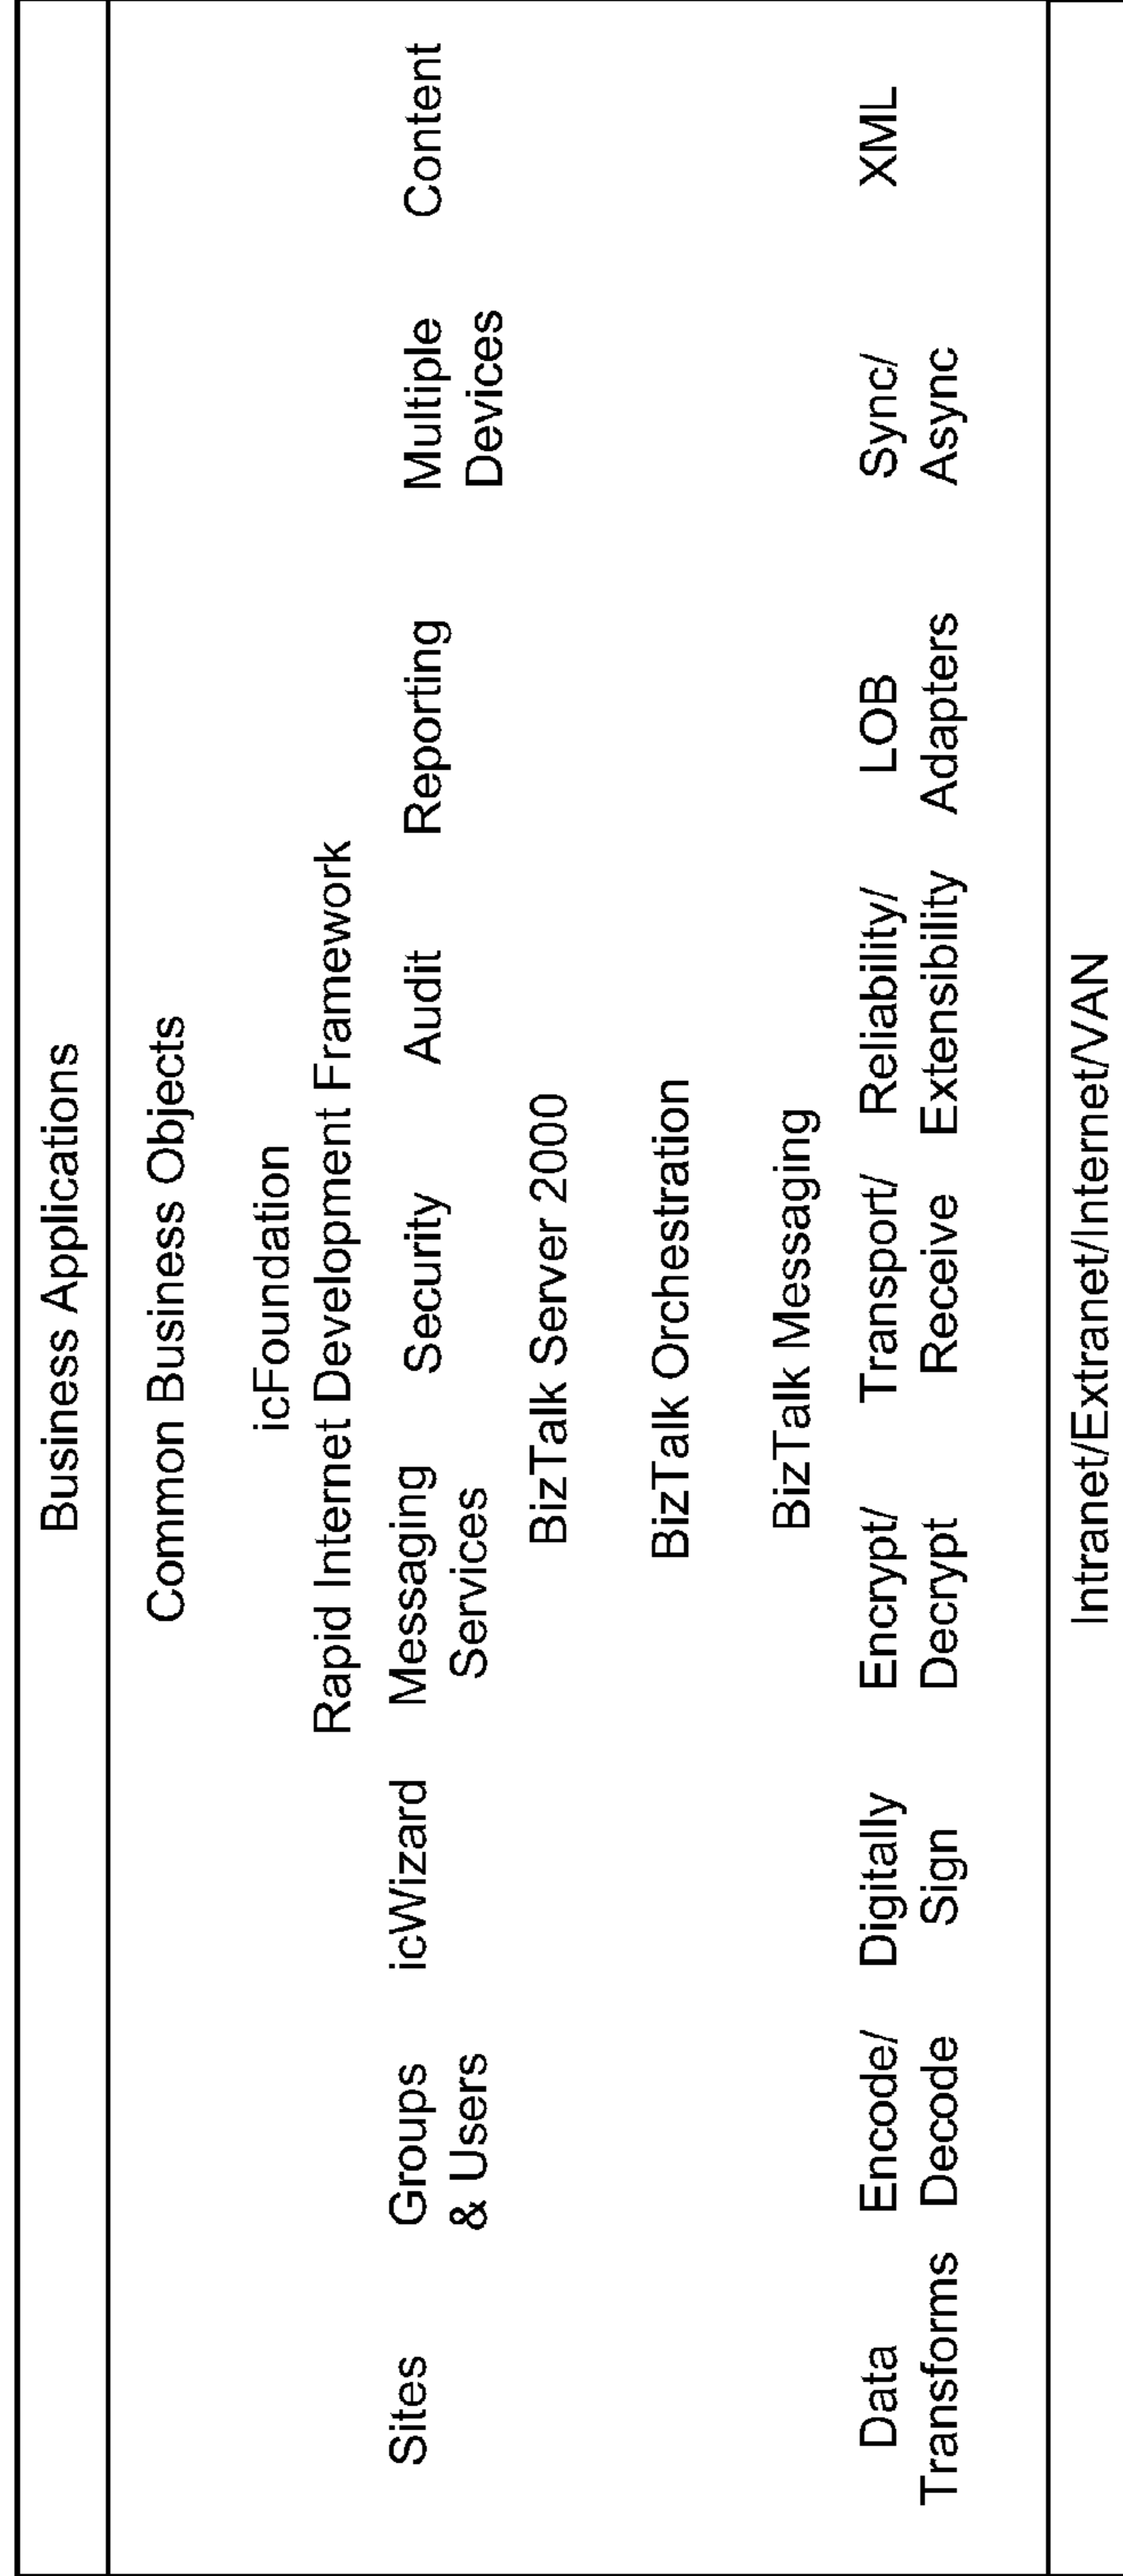 Business Applications
Common Business Objects
icFoundation
Rapid Internet Development Framework
Sites Groups icWizard Messaging Security Audit Reporting Multiple Content
& Users Services Devices
BizTalk Server 2000
BizTalk Orchestration
BizTalk Messaging
Data Encode/ Digitally Encrypt/ Transport/ Reliability/ LOB Sync/ XML
Transforms Decode Sign Decrypt Receive Extensibility Adapters Async
Intranet/Extranet/Internet/VAN